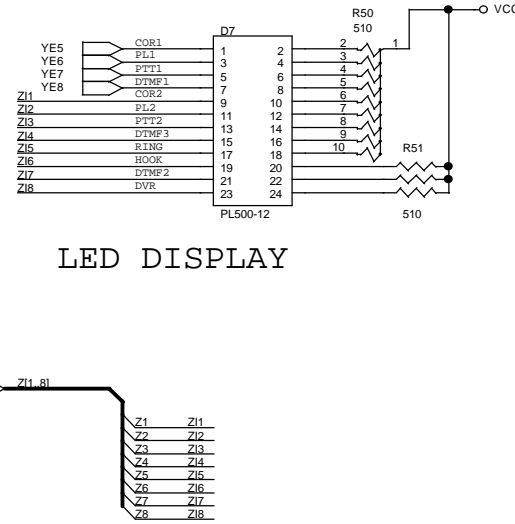 VCC
R50
510
D7
YE5 COR1 1 2 2 1
YE6 PL1 3 4 3
YE7 PTT1 5 6 4
YE8 DTMF1 7 8 5
ZI1 COR2 9 10 6
ZI2 PL2 11 12 7
ZI3 PTT2 13 14 8
ZI4 DTMF3 15 16 9
ZI5 RING 17 18 10
ZI6 HOOK 19 20 R51
ZI7 DTMF2 21 22
ZI8 DVR 23 24
PL500-12 510
LED DISPLAY
Z[1..8]
Z1 ZI1
Z2 ZI2
Z3 ZI3
Z4 ZI4
Z5 ZI5
Z6 ZI6
Z7 ZI7
Z8 ZI8